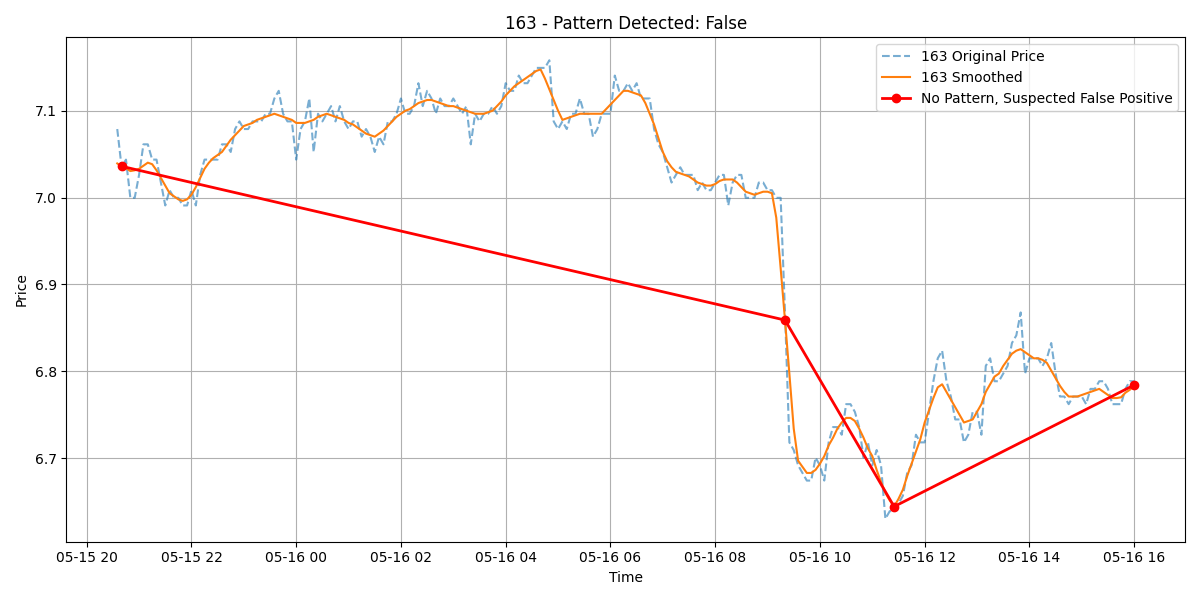 163 - Pattern Detected: False
163 Original Price
163 Smoothed
No Pattern, Suspected False Positive
Price
7.1
7.0
6.9
6.8
6.7
05-15 20 05-15 22 05-16 00 05-16 02 05-16 04 05-16 06 05-16 08 05-16 10 05-16 12 05-16 14 05-16 16
Time